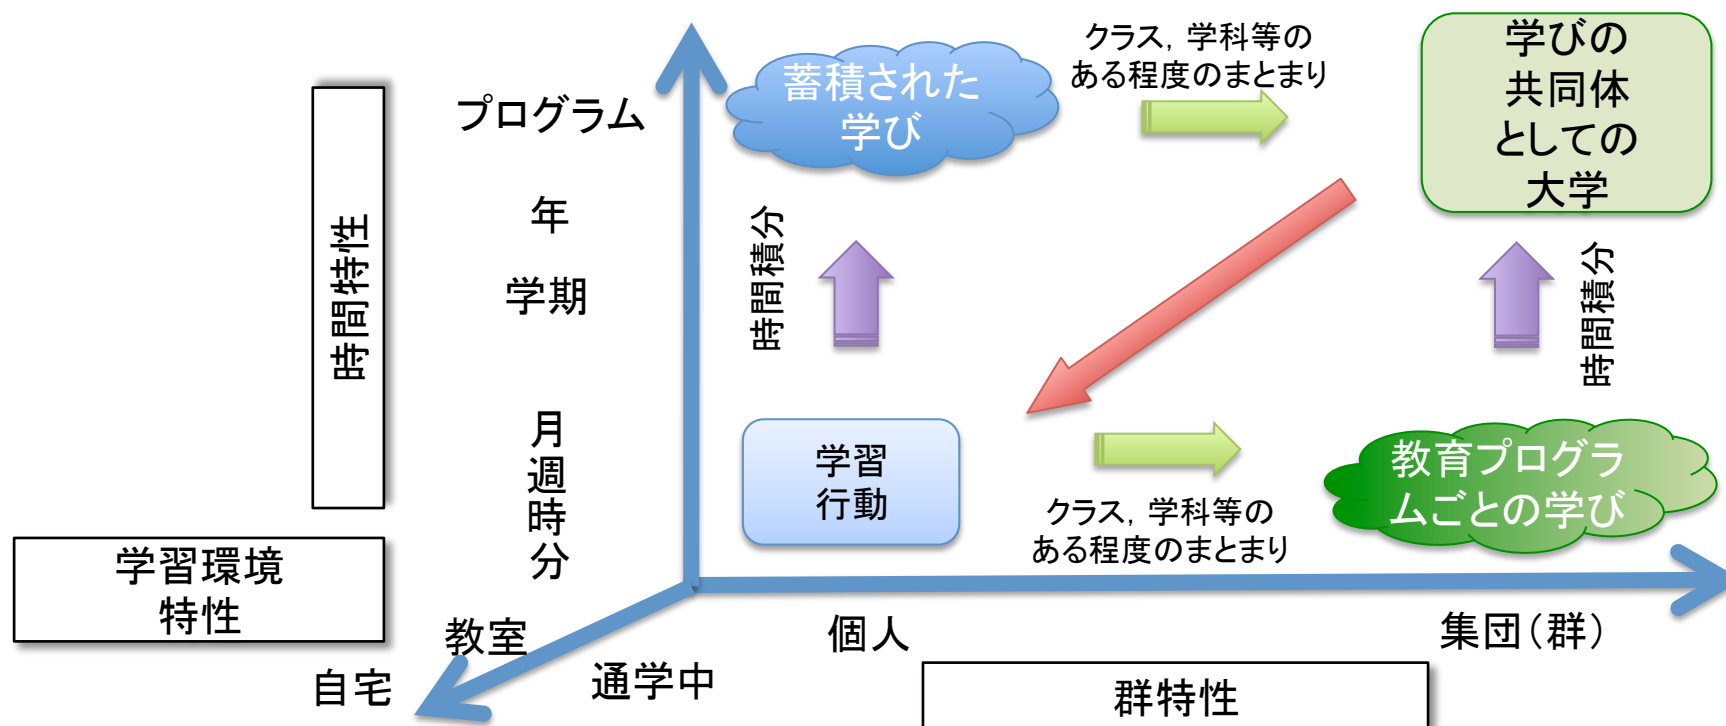 クラス，学科等の
ある程度のまとまり
学びの
共同体
としての
大学
蓄積された
学び
プログラム
年
学期
月
週
時
分
時間特性
時間積分
時間積分
学習
行動
教育プログラ
ムごとの学び
クラス，学科等の
ある程度のまとまり
学習環境
特性
教室
自宅
通学中
個人
集団（群）
群特性